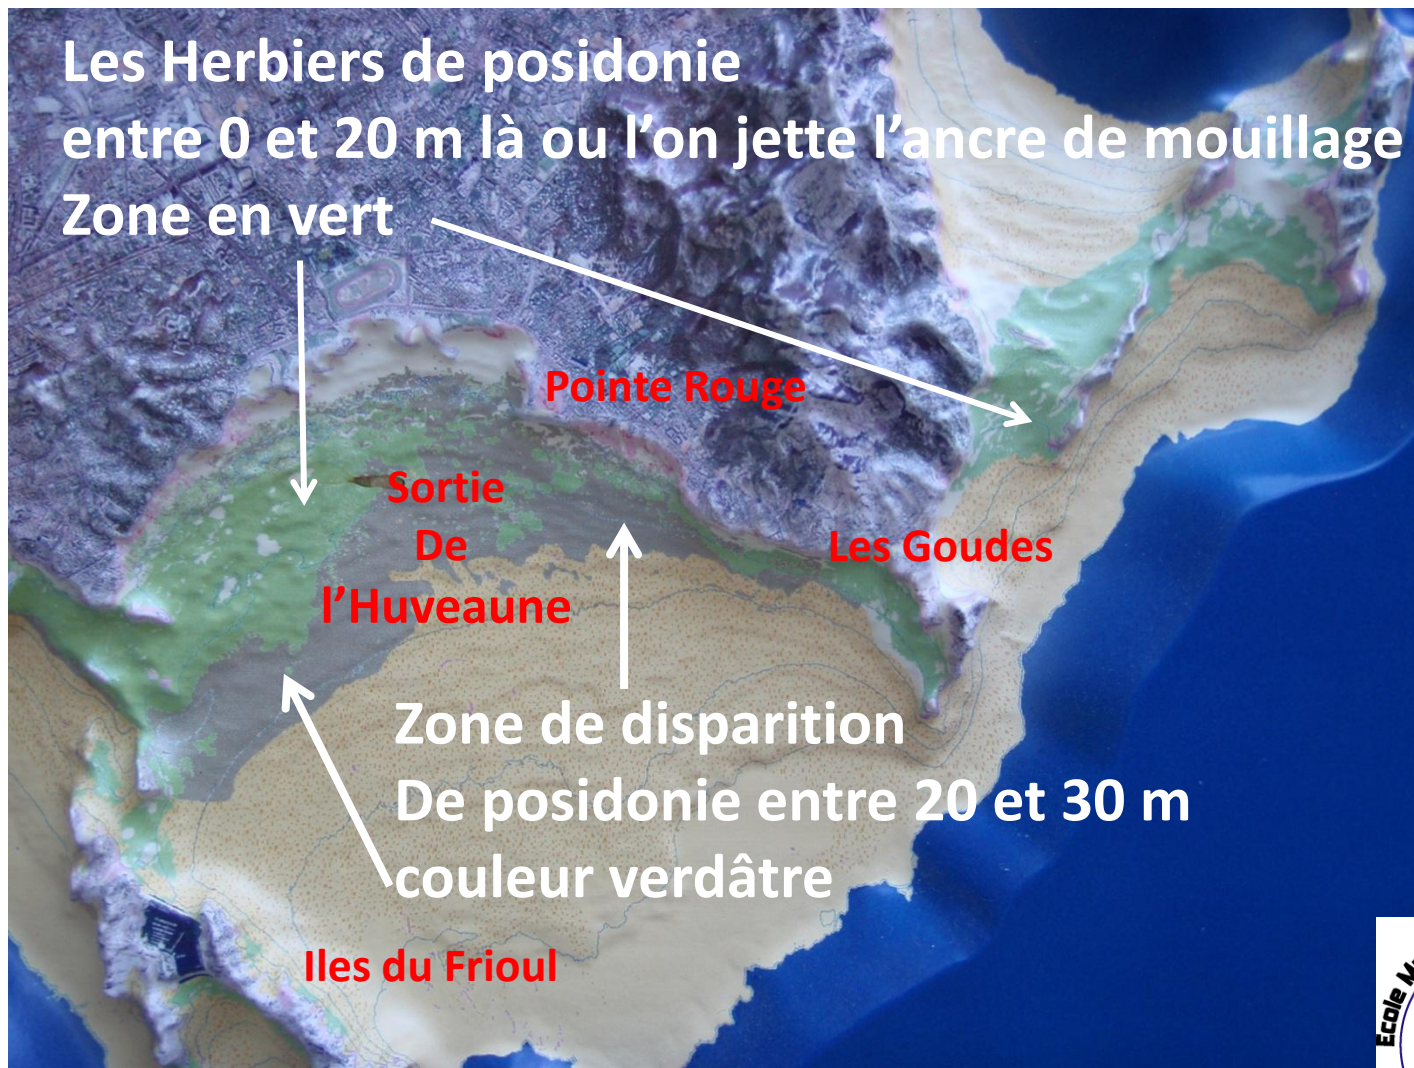 Les Herbiers de posidonie
entre 0 et 20 m là ou l’on jette l’ancre de mouillage
Zone en vert
Pointe Rouge
Sortie
De
l’Huveaune
Les Goudes
Zone de disparition
De posidonie entre 20 et 30 m
couleur verdâtre
Iles du Frioul
Ecole